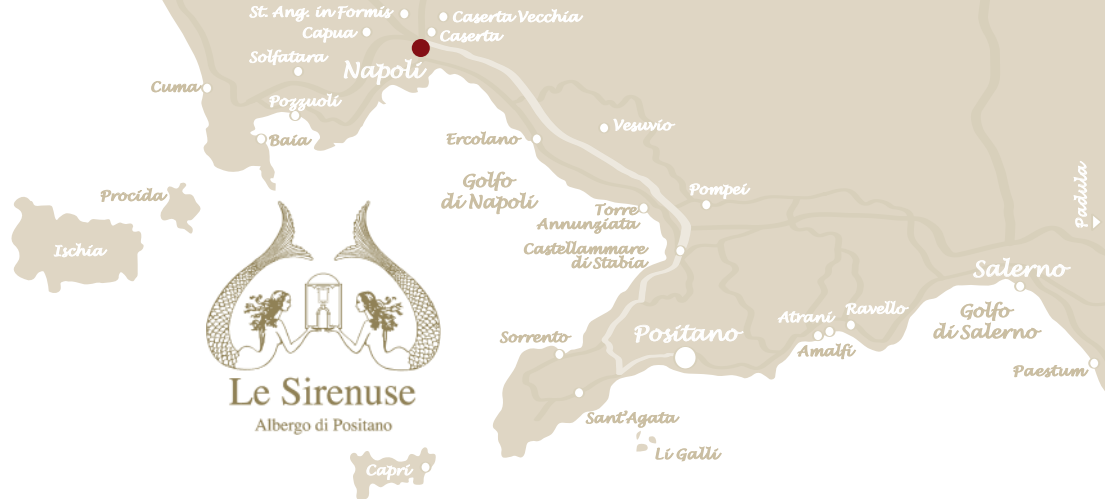 St. Ang. in Formis
Caserta Vecchia
Capua
Caserta
Solfatara
Napoli
Cuma
Pozzuoli
Baia
Vesuvio
Ercolano
Golfo
di Napoli
Procida
Pompei
Padula
Torre
Annunziata
Ischia
Castellammare
di Stabia
Salerno
Golfo
di Salerno
Ravello
Atrani
Amalfi
Positano
Sorrento
Paestum
Le Sirenuse
Albergo di Positano
Sant'Agata
Li Galli
Capri